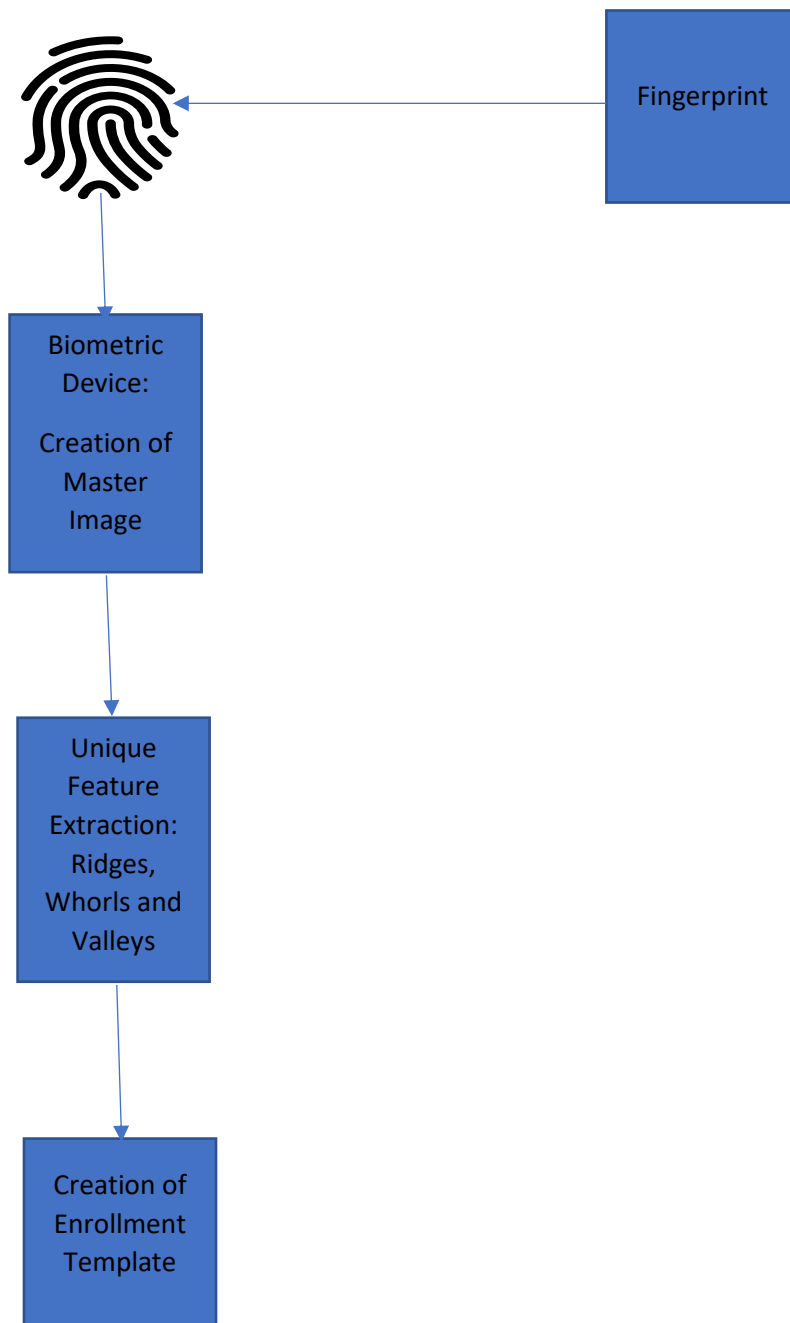 Fingerprint
Biometric
Device:
Creation of
Master
Image
Unique
Feature
Extraction:
Ridges,
Whorls and
Valleys
Creation of
Enrollment
Template